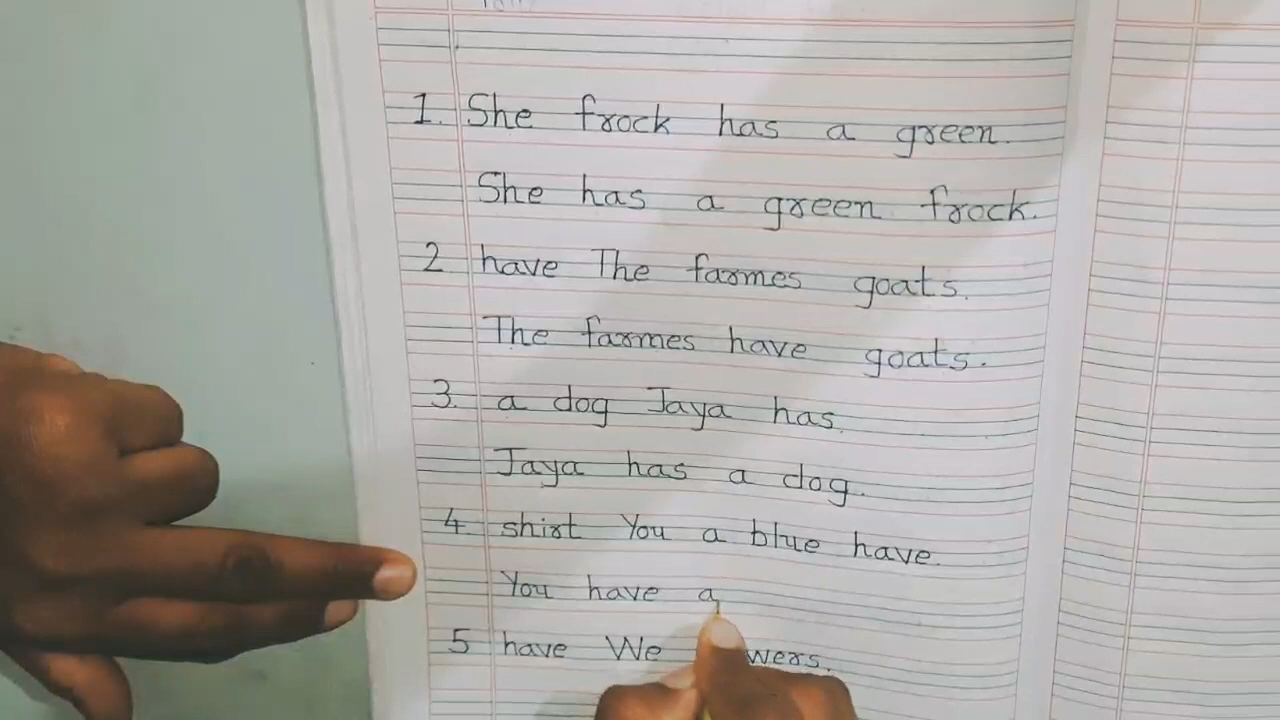 1. She frock has a green.
She has a green frock.
2 have The farmes goats.
The farmes have goats.
3. a dog Jaya has.
Jaya has a dog.
4. shirt You a blue have.
You have a
5 have We